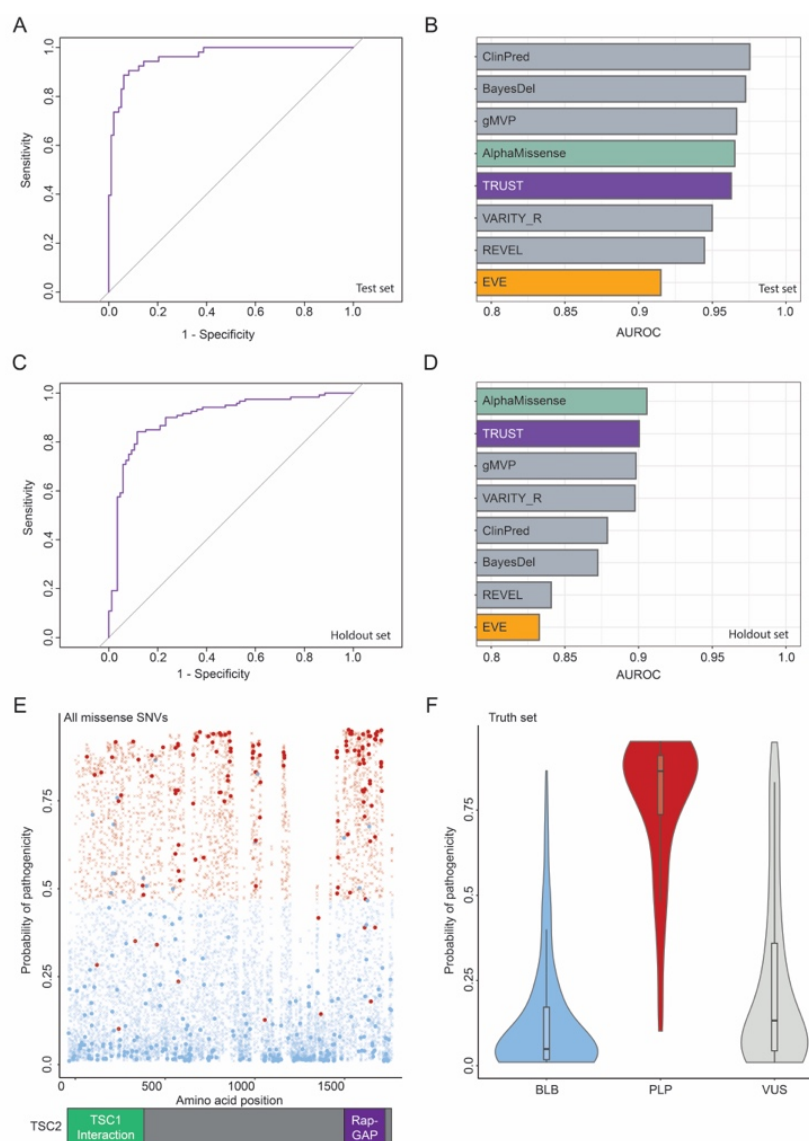 A
Sensitivity
1.0
0.8
0.6
0.4
0.2
0.0
0.0 0.2 0.4 0.6 0.8 1.0
Test set
1 - Specificity
B
ClinPred
BayesDel
gMVP
AlphaMissense
TRUST
VARITY_R
REVEL
EVE
Test set
0.8 0.85 0.9 0.95 1.0
AUROC
C
Sensitivity
1.0
0.8
0.6
0.4
0.2
0.0
0.0 0.2 0.4 0.6 0.8 1.0
Holdout set
1 - Specificity
D
AlphaMissense
TRUST
gMVP
VARITY_R
ClinPred
BayesDel
REVEL
EVE
Holdout set
0.8 0.85 0.9 0.95 1.0
AUROC
E
All missense SNVs
Probability of pathogenicity
0.75
0.5
0.25
0.0
0 500 1000 1500
Amino acid position
TSC2
TSC1
Interaction
Rap-
GAP
F
Truth set
Probability of pathogenicity
0.75
0.5
0.25
0.0
BLB PLP VUS